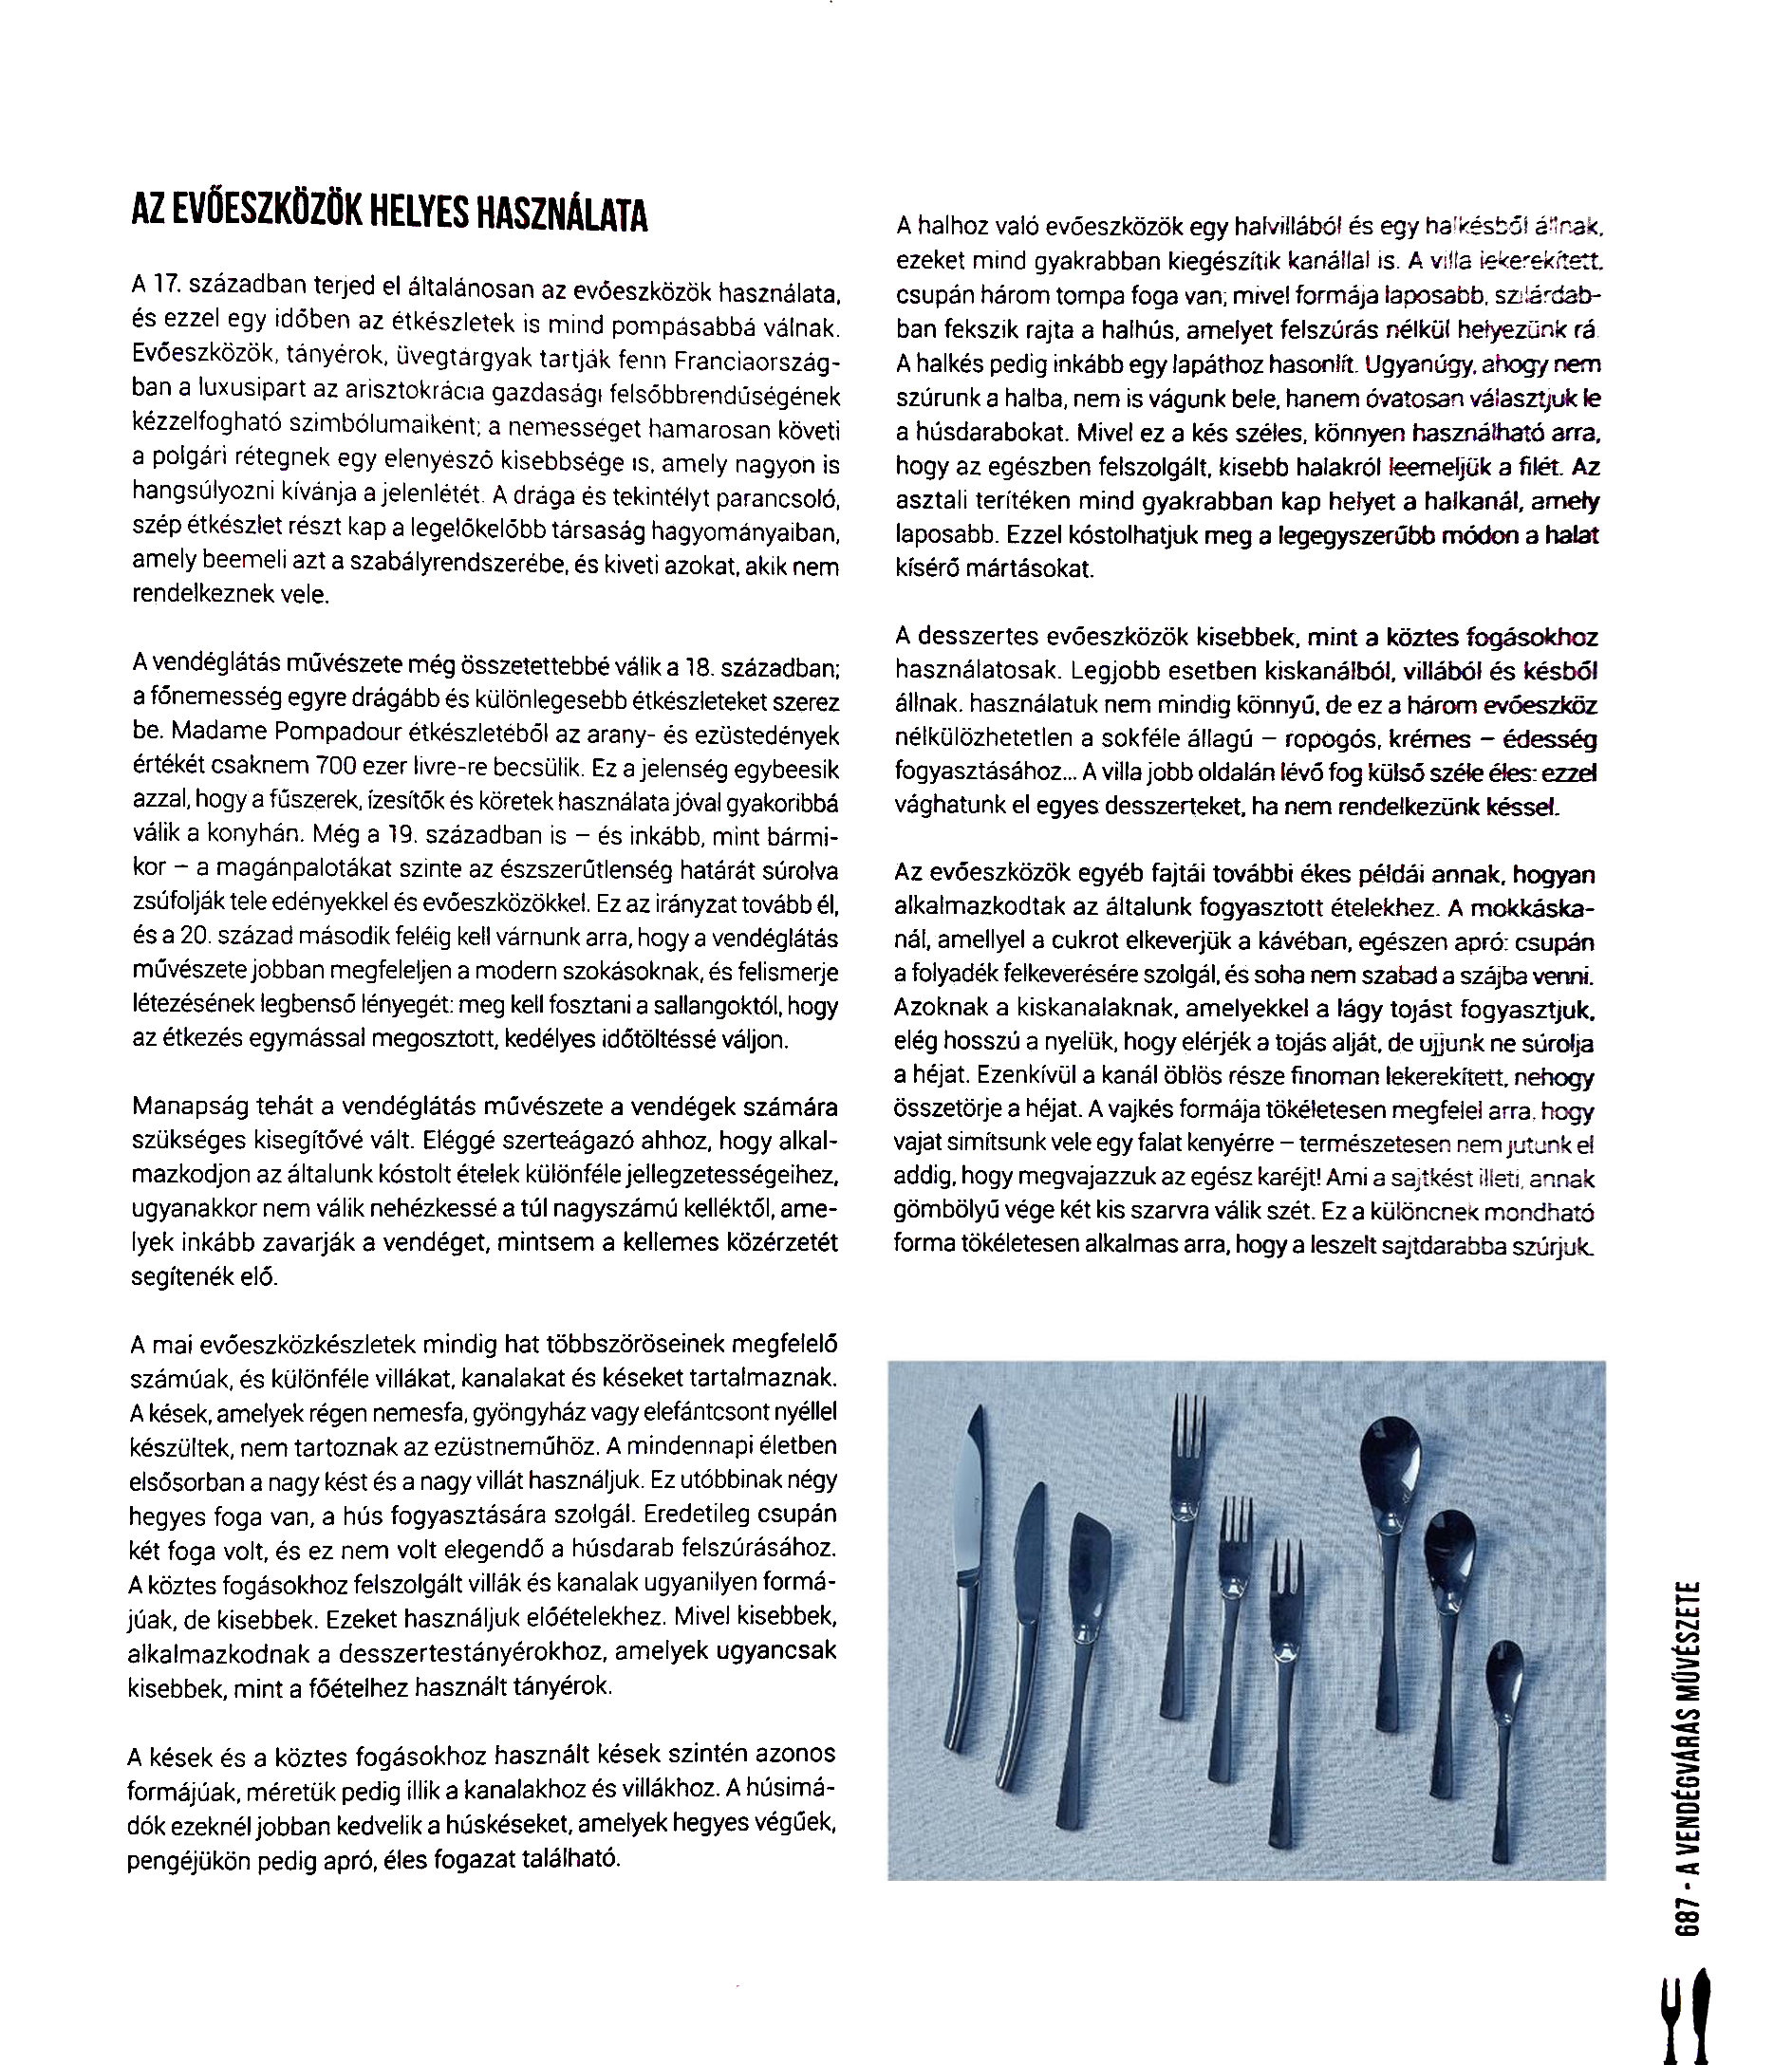 AZ EVŐESZKÖZÖK HELYES HASZNÁLATA
A 17. században terjed el általánosan az evőeszközök használata,
és ezzel egy időben az étkészletek is mind pompásabbá válnak.
Evőeszközök, tányérok, üvegtárgyak tartják fenn Franciaország-
ban a luxusipart az arisztokrácia gazdasági felsőbbrendűségének
kézzelfogható szimbólumaiként; a nemességet hamarosan követi
a polgári rétegnek egy elenyésző kisebbsége is, amely nagyon is
hangsúlyozni kívánja a jelenlétét. A drága és tekintélyt parancsoló,
szép étkészlet részt kap a legelőkelőbb társaság hagyományaiban,
amely beemeli azt a szabályrendszerébe, és kiveti azokat, akik nem
rendelkeznek vele.
A vendéglátás művészete még összetettebbé válik a 18. században;
a főnemesség egyre drágább és különlegesebb étkészleteket szerez
be. Madame Pompadour étkészletéből az arany- és ezüstedények
értékét csaknem 700 ezer livre-re becsülik. Ez a jelenség egybeesik
azzal, hogy a fűszerek, ízesítők és köretek használata jóval gyakoribbá
válik a konyhán. Még a 19. században is – és inkább, mint bármi-
kor – a magánpalotákat szinte az észszerűtlenség határát súrolva
zsúfolják tele edényekkel és evőeszközökkel. Ez az irányzat tovább él,
és a 20. század második feléig kell várnunk arra, hogy a vendéglátás
művészete jobban megfeleljen a modern szokásoknak, és felismerje
létezésének legbenső lényegét: meg kell fosztani a sallangoktól, hogy
az étkezés egymással megosztott, kedélyes időtöltéssé váljon.
Manapság tehát a vendéglátás művészete a vendégek számára
szükséges kisegítővé vált. Eléggé szerteágazó ahhoz, hogy alkal-
mazkodjon az általunk kóstolt ételek különféle jellegzetességeihez,
ugyanakkor nem válik nehézkessé a túl nagyszámú kelléktől, ame-
lyek inkább zavarják a vendéget, mintsem a kellemes közérzetét
segítenék elő.
A mai evőeszközkészletek mindig hat többszöröseinek megfelelő
számúak, és különféle villákat, kanalakat és késeket tartalmaznak.
A kések, amelyek régen nemesfa, gyöngyház vagy elefántcsont nyéllel
készültek, nem tartoznak az ezüstneműhöz. A mindennapi életben
elsősorban a nagy kést és a nagy villát használjuk. Ez utóbbinak négy
hegyes foga van, a hús fogyasztására szolgál. Eredetileg csupán
két foga volt, és ez nem volt elegendő a húsdarab felszúrásához.
A köztes fogásokhoz felszolgált villák és kanalak ugyanilyen formá-
júak, de kisebbek. Ezeket használjuk előételekhez. Mivel kisebbek,
alkalmazkodnak a desszertestányérokhoz, amelyek ugyancsak
kisebbek, mint a főételhez használt tányérok.
A kések és a köztes fogásokhoz használt kések szintén azonos
formájúak, méretük pedig illik a kanalakhoz és villákhoz. A húsimá-
dók ezeknél jobban kedvelik a húskéseket, amelyek hegyes végűek,
pengéjükön pedig apró, éles fogazat található.
A halhoz való evőeszközök egy halvillából és egy halkésből állnak,
ezeket mind gyakrabban kiegészítik kanállal is. A villa lekerekített,
csupán három tompa foga van; mivel formája laposabb, szilárdab-
ban fekszik rajta a halhús, amelyet felszúrás nélkül helyezünk rá.
A halkés pedig inkább egy lapáthoz hasonlít. Ugyanúgy, ahogy nem
szúrunk a halba, nem is vágunk bele, hanem óvatosan választjuk le
a húsdarabokat. Mivel ez a kés széles, könnyen használható arra,
hogy az egészben felszolgált, kisebb halakról leemeljük a filét. Az
asztali terítéken mind gyakrabban kap helyet a halkanál, amely
laposabb. Ezzel kóstolhatjuk meg a legegyszerűbb módon a halat
kísérő mártásokat.
A desszertes evőeszközök kisebbek, mint a köztes fogásokhoz
használatosak. Legjobb esetben kiskanálból, villából és késből
állnak. használatuk nem mindig könnyű, de ez a három evőeszköz
nélkülözhetetlen a sokféle állagú – ropogós, krémes – édesség
fogyasztásához... A villa jobb oldalán lévő fog külső széle éles: ezzel
vághatunk el egyes desszerteket, ha nem rendelkezünk késsel.
Az evőeszközök egyéb fajtái további ékes példái annak, hogyan
alkalmazkodtak az általunk fogyasztott ételekhez. A mokkáska-
nál, amellyel a cukrot elkeverjük a kávéban, egészen apró: csupán
a folyadék felkeverésére szolgál, és soha nem szabad a szájba venni.
Azoknak a kiskanalaknak, amelyekkel a lágy tojást fogyasztjuk,
elég hosszú a nyelük, hogy elérjék a tojás alját, de ujjunk ne súrolja
a héjat. Ezenkívül a kanál öblös része finoman lekerekített, nehogy
összetörje a héjat. A vajkés formája tökéletesen megfelel arra, hogy
vajat simítsunk vele egy falat kenyérre – természetesen nem jutunk el
addig, hogy megvajazzuk az egész karéjt! Ami a sajtkést illeti, annak
gömbölyű vége két kis szarvra válik szét. Ez a különcnek mondható
forma tökéletesen alkalmas arra, hogy a leszelt sajtdarabba szúrjuk.
687 • A VENDÉGVÁRÁS MŰVÉSZETE